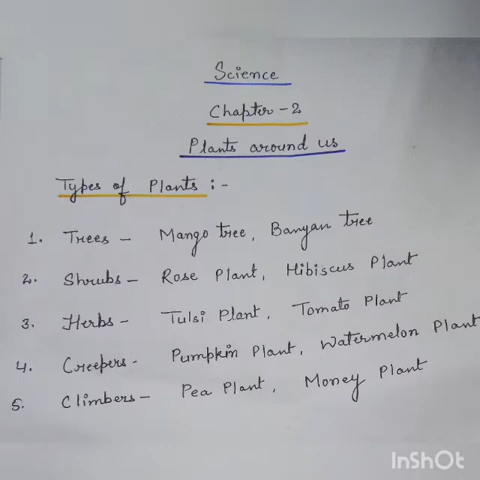 Science
Chapter - 2
Plants around us
Types of Plants :-
1. Trees - Mango tree, Banyan tree
2. Shrubs - Rose Plant, Hibiscus Plant
3. Herbs - Tulsi Plant, Tomato Plant
4. Creepers - Pumpkin Plant, Watermelon Plant
5. Climbers - Pea Plant, Money Plant
InShOt